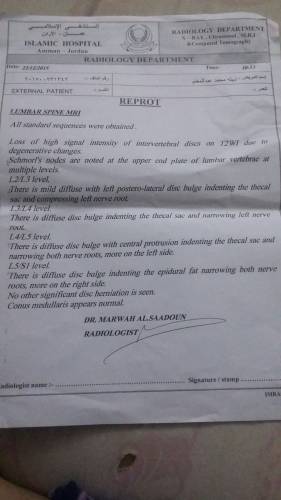 المستشفى الإسلامي
عمان - الأردن
ISLAMIC HOSPITAL
Amman - Jordan
RADIOLOGY DEPARTMENT
X - RAY , Ultrasound , M.R.I
& Computed Tomography
RADIOLOGY DEPARTMENT
Date: 22/12/2015
Time:
EXTERNAL PATIENT
REPROT
LUMBAR SPINE MRI
All standard sequences were obtained .
Loss of high signal intensity of intervertebral discs on T2WI due to
degenerative changes.
Schmorl's nodes are noted at the upper end plate of lumbar vertebrae at
multiple levels.
L2/L3 level,
There is mild diffuse with left postero-lateral disc bulge indenting the thecal
sac and compressing left nerve root.
L3/L4 level.
There is diffuse disc bulge indenting the thecal sac and narrowing left nerve
root.
L4/L5 level.
There is diffuse disc bulge with central protrusion indenting the thecal sac and
narrowing both nerve roots, more on the left side.
L5/S1 level.
There is diffuse disc bulge indenting the epidural fat narrowing both nerve
roots, more on the right side.
No other significant disc herniation is seen.
Conus medullaris appears normal.
DR. MARWAH AL.SAADOUN
RADIOLOGIST
Radiologist name :-
Signature / stamp